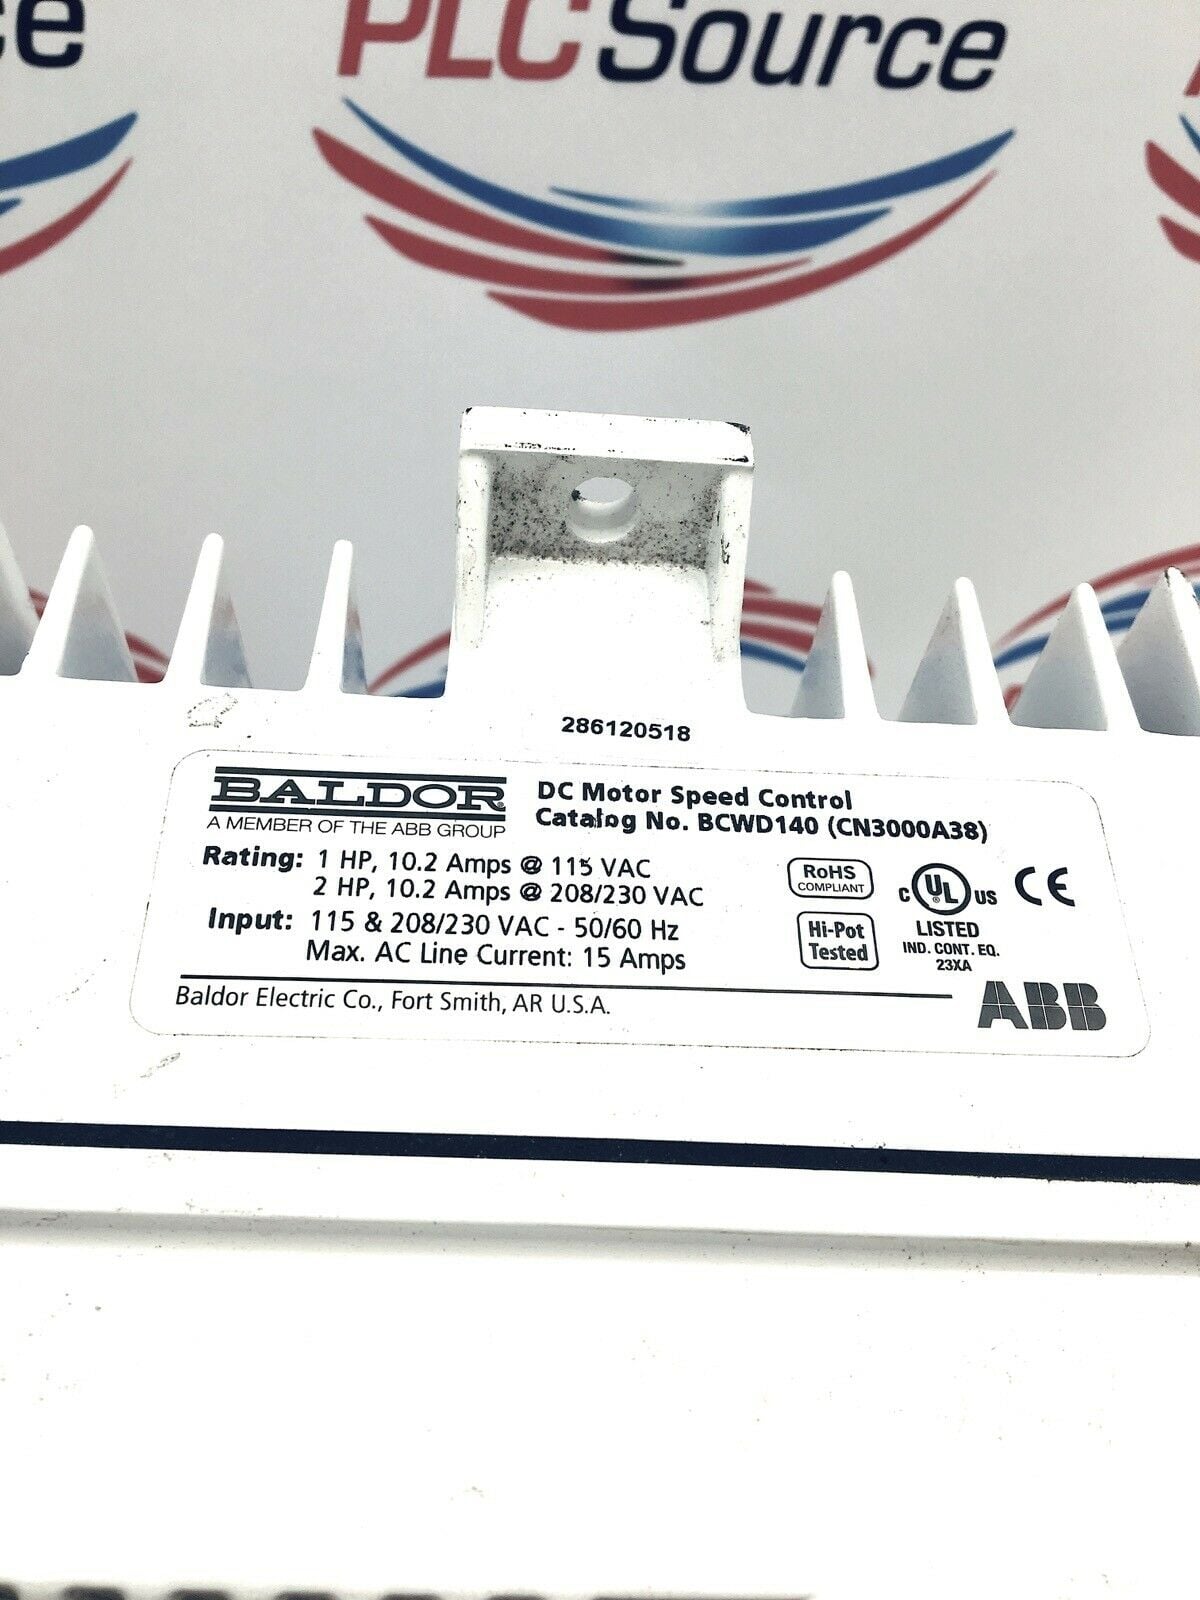 ce
PLC Source
286120518
BALDOR
A MEMBER OF THE ABB GROUP
DC Motor Speed Control
Catalog No. BCWD140 (CN3000A38)
Rating: 1 HP, 10.2 Amps @ 115 VAC
2 HP, 10.2 Amps @ 208/230 VAC
Input: 115 & 208/230 VAC - 50/60 Hz
Max. AC Line Current: 15 Amps
RoHS
COMPLIANT
Hi-Pot
Tested
C UL US
LISTED
IND. CONT. EQ.
23XA
CE
Baldor Electric Co., Fort Smith, AR U.S.A.
ABB